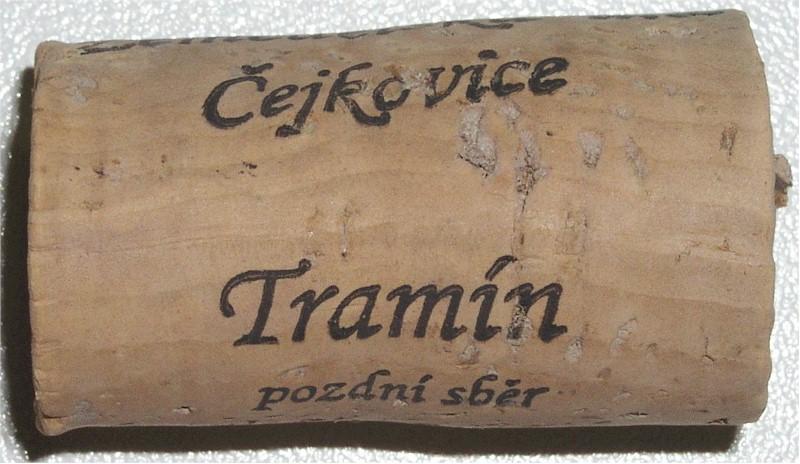 Čejkovice
Tramín
pozdní sběr